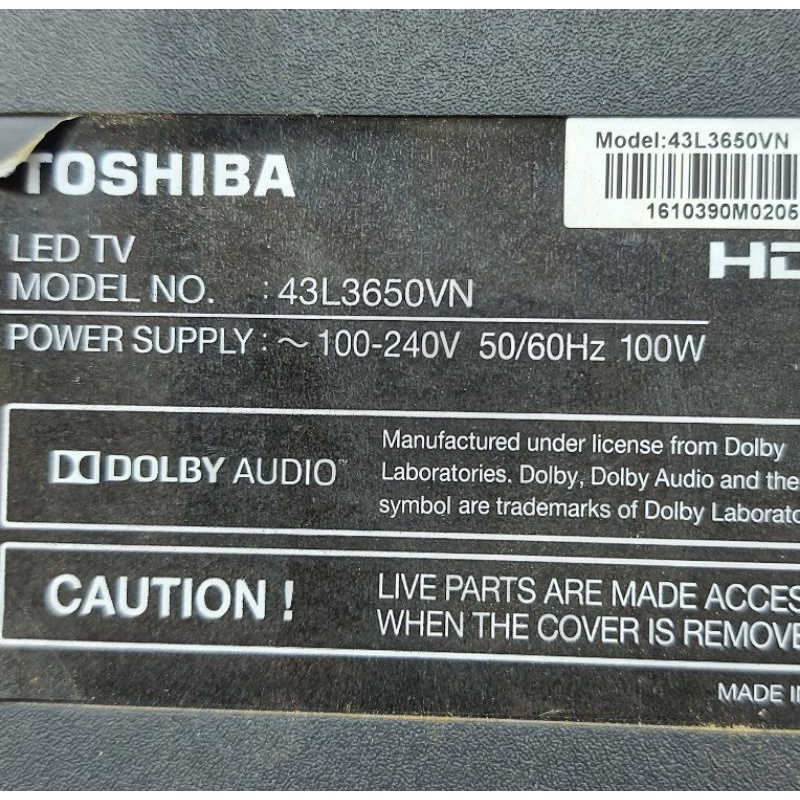 Model:43L3650VN
1610390M0205
TOSHIBA
LED TV
MODEL NO. : 43L3650VN
POWER SUPPLY : ~ 100-240V 50/60Hz 100W
DOLBY AUDIO™
Manufactured under license from Dolby
Laboratories. Dolby, Dolby Audio and the
symbol are trademarks of Dolby
CAUTION !
LIVE PARTS ARE MADE
WHEN THE COVER IS
MADE